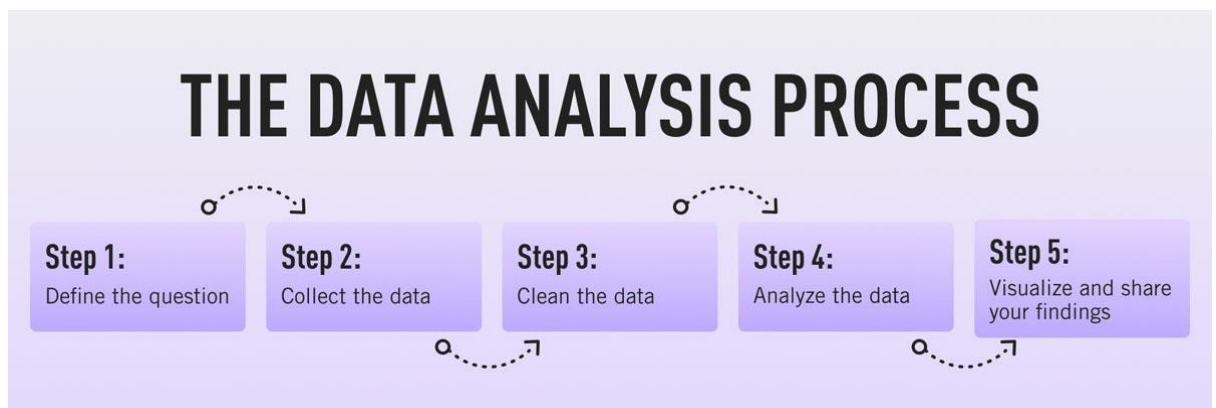 THE DATA ANALYSIS PROCESS
Step 1:
Define the question
Step 2:
Collect the data
Step 3:
Clean the data
Step 4:
Analyze the data
Step 5:
Visualize and share
your findings